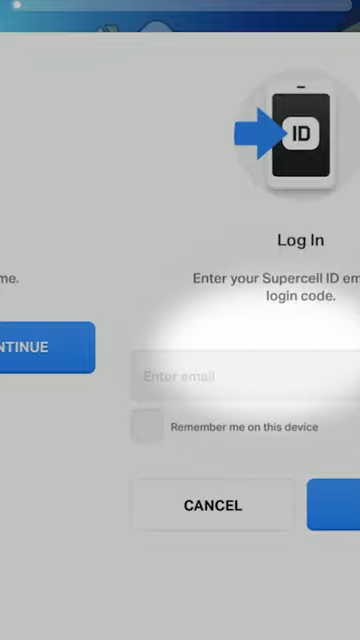 ID
Log In
me.
Enter your Supercell ID em
login code.
NTINUE
Enter email
Remember me on this device
CANCEL